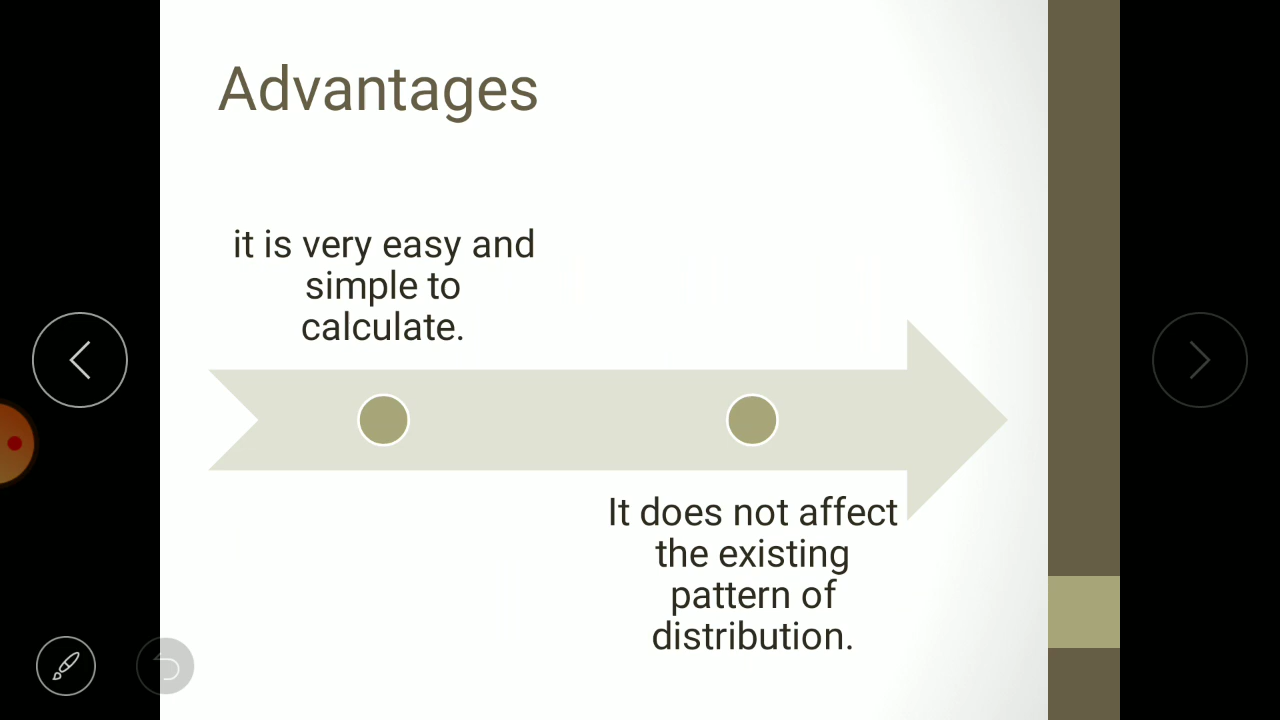 Advantages
it is very easy and
simple to
calculate.
It does not affect
the existing
pattern of
distribution.